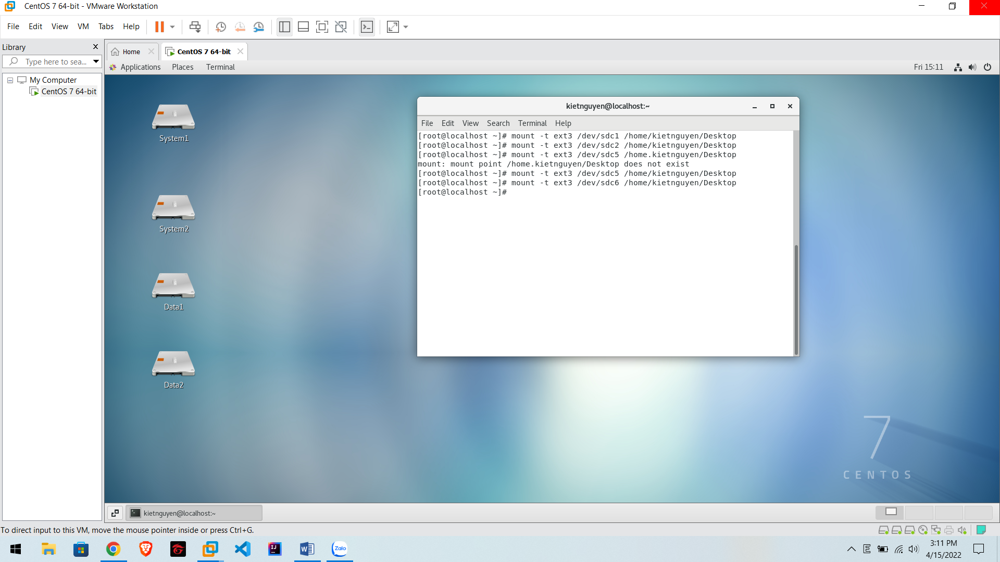 CentOS 7 64-bit - VMware Workstation
File Edit View VM Tabs Help
Library
Type here to sea...
My Computer
CentOS 7 64-bit
Home
CentOS 7 64-bit
Applications Places Terminal
Fri 15:11
System1
System2
Data1
Data2
kietnguyen@localhost:~
File Edit View Search Terminal Help
[root@localhost ~]# mount -t ext3 /dev/sdc1 /home/kietnguyen/Desktop
[root@localhost ~]# mount -t ext3 /dev/sdc2 /home/kietnguyen/Desktop
[root@localhost ~]# mount -t ext3 /dev/sdc5 /home.kietnguyen/Desktop
mount: mount point /home.kietnguyen/Desktop does not exist
[root@localhost ~]# mount -t ext3 /dev/sdc5 /home/kietnguyen/Desktop
[root@localhost ~]# mount -t ext3 /dev/sdc6 /home/kietnguyen/Desktop
[root@localhost ~]#
7
CENTOS
kietnguyen@localhost:~
To direct input to this VM, move the mouse pointer inside or press Ctrl+G.
IJ
W
Zalo
E
3:11 PM
4/15/2022